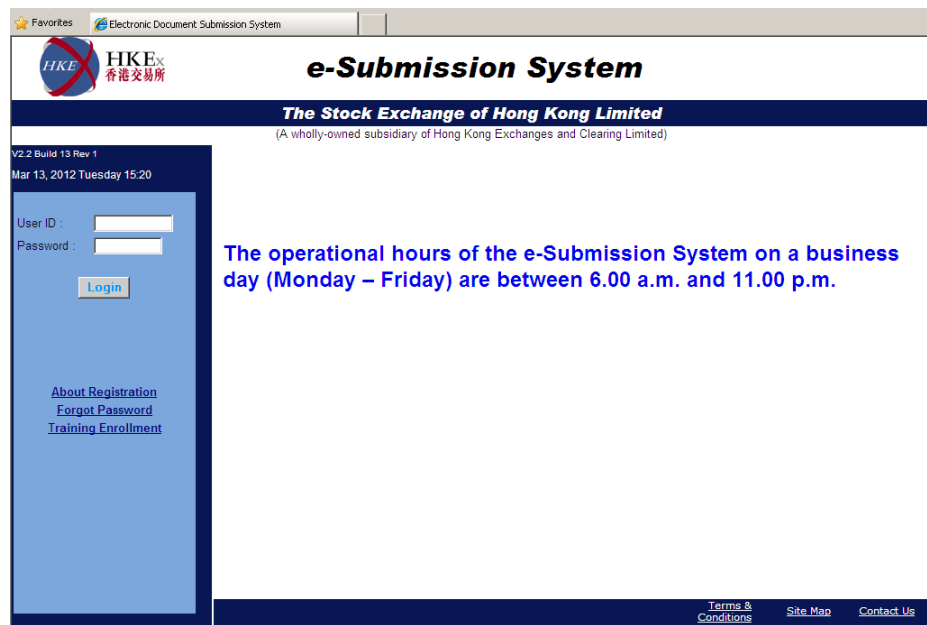 Favorites
Electronic Document Submission System
HKE
HKEx
香港交易所
e-Submission System
The Stock Exchange of Hong Kong Limited
(A wholly-owned subsidiary of Hong Kong Exchanges and Clearing Limited)
V2.2 Build 13 Rev 1
Mar 13, 2012 Tuesday 15:20
User ID :
Password :
Login
The operational hours of the e-Submission System on a business
day (Monday – Friday) are between 6.00 a.m. and 11.00 p.m.
About Registration
Forgot Password
Training Enrollment
Terms &
Conditions
Site Map
Contact Us